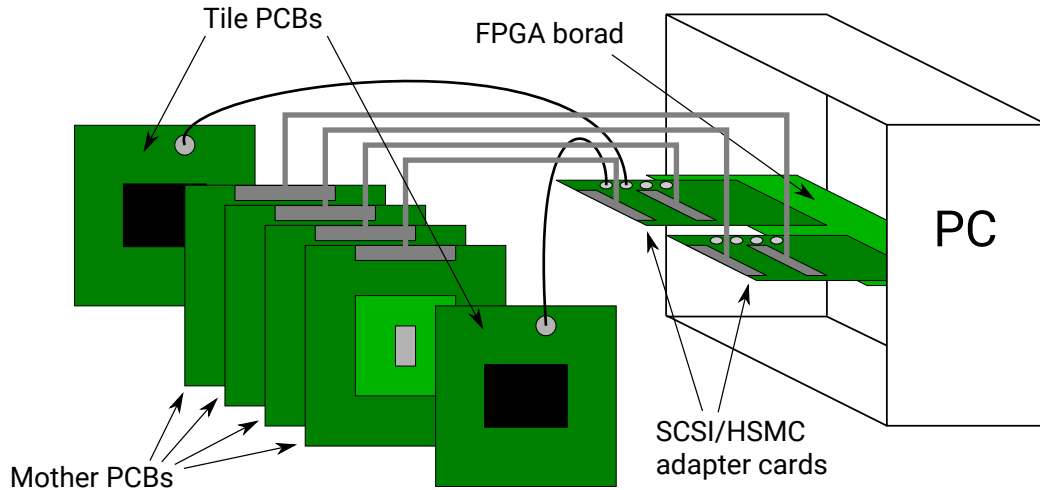 Tile PCBs
FPGA borad
PC
SCSI/HSMC
adapter cards
Mother PCBs